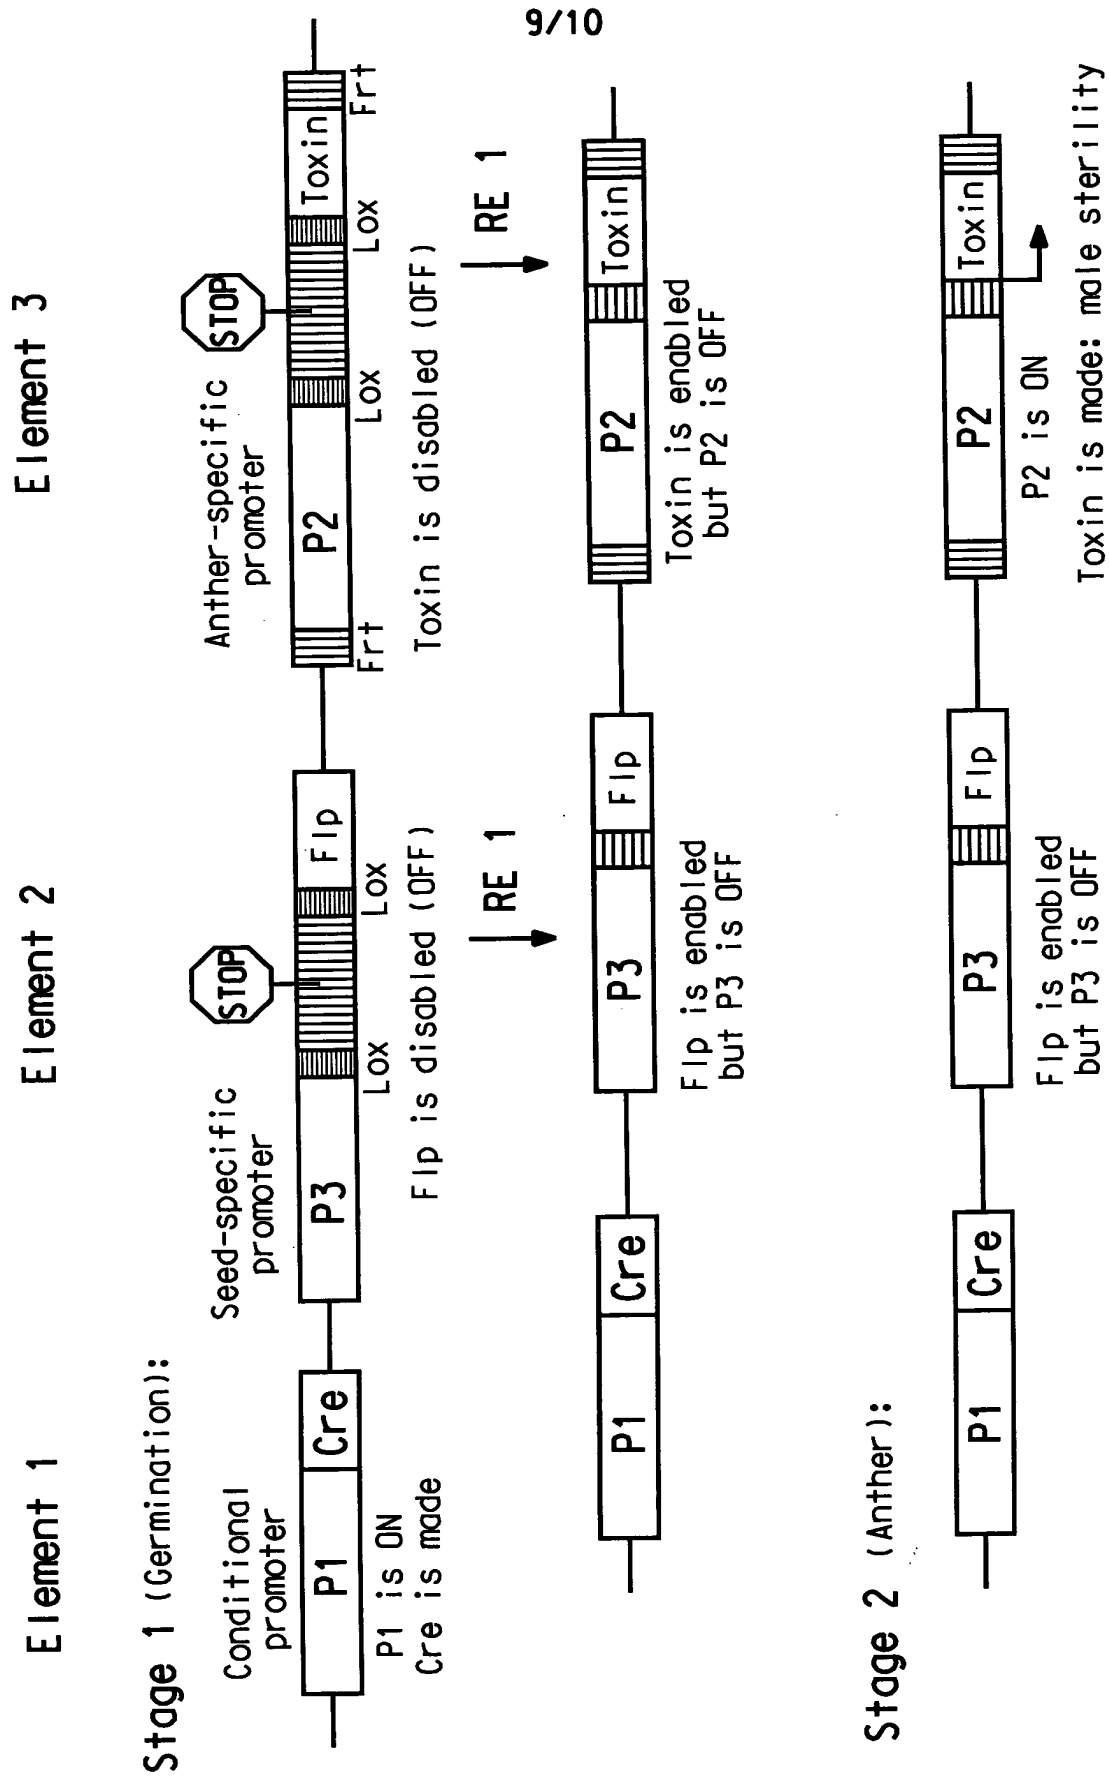 9/10
Element 1
Element 2
Element 3
Stage 1 (Germination):
Conditional
promoter
P1
Cre
P1 is ON
Cre is made
Seed-specific
promoter
STOP
P3
Flp
Lox
Lox
Flp is disabled (OFF)
Anther-specific
promoter
STOP
P2
Toxin
Frt
Lox
Lox
Frt
Toxin is disabled (OFF)
RE 1
RE 1
P1
Cre
P3
Flp
Flp is enabled
but P3 is OFF
P2
Toxin
Toxin is enabled
but P2 is OFF
Stage 2 (Anther):
P1
Cre
P3
Flp
Flp is enabled
but P3 is OFF
P2
Toxin
P2 is ON
Toxin is made: male sterility